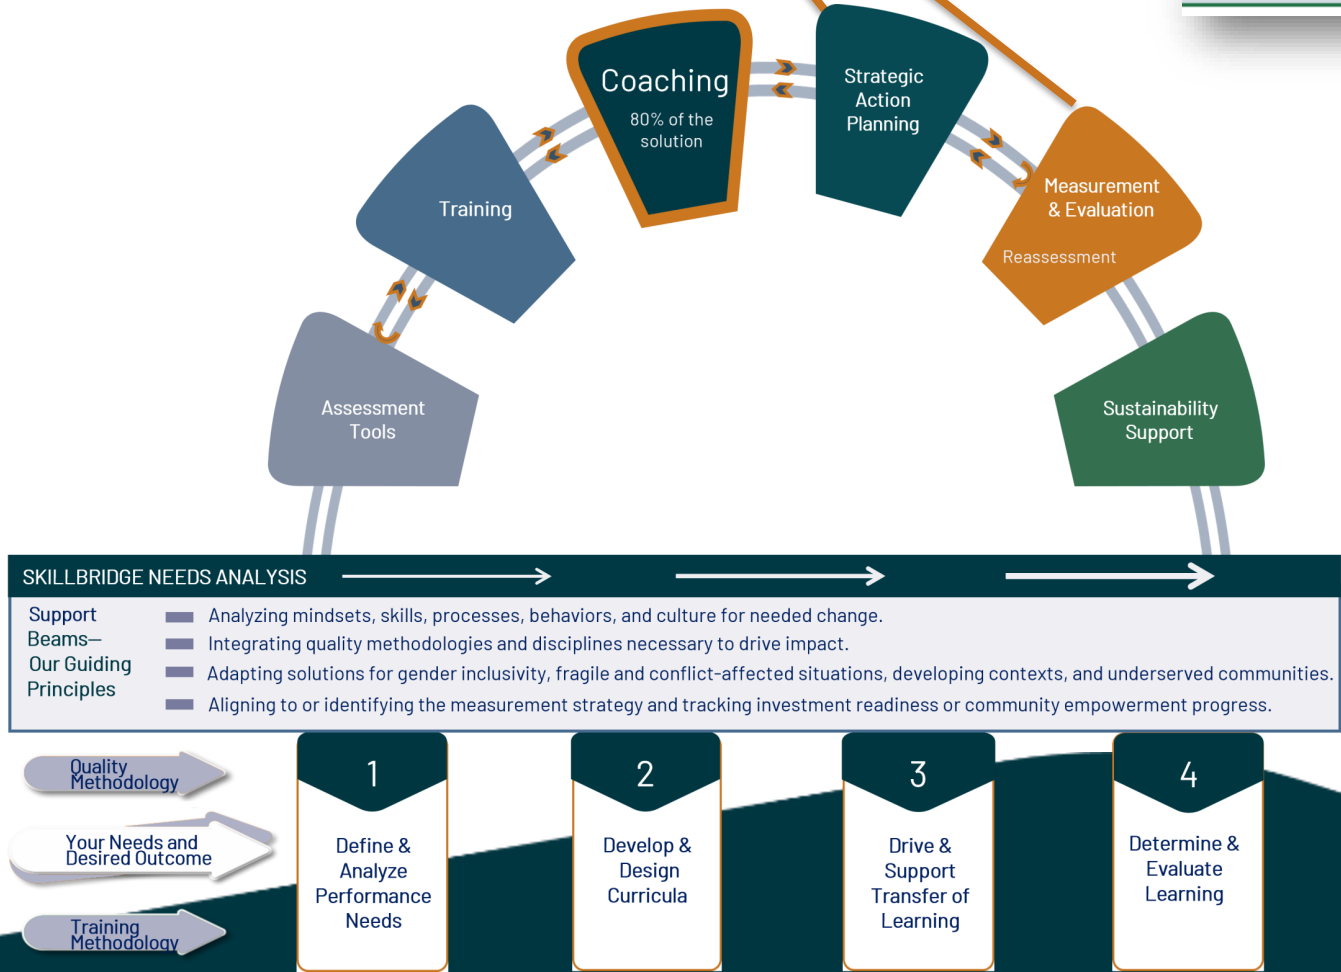 Coaching
80% of the
solution
Strategic
Action
Planning
Training
Measurement
& Evaluation
Reassessment
Assessment
Tools
Sustainability
Support
SKILLBRIDGE NEEDS ANALYSIS
Support
Beams—
Our Guiding
Principles
Analyzing mindsets, skills, processes, behaviors, and culture for needed change.
Integrating quality methodologies and disciplines necessary to drive impact.
Adapting solutions for gender inclusivity, fragile and conflict-affected situations, developing contexts, and underserved communities.
Aligning to or identifying the measurement strategy and tracking investment readiness or community empowerment progress.
Quality
Methodology
Your Needs and
Desired Outcome
Training
Methodology
1
Define &
Analyze
Performance
Needs
2
Develop &
Design
Curricula
3
Drive &
Support
Transfer of
Learning
4
Determine &
Evaluate
Learning